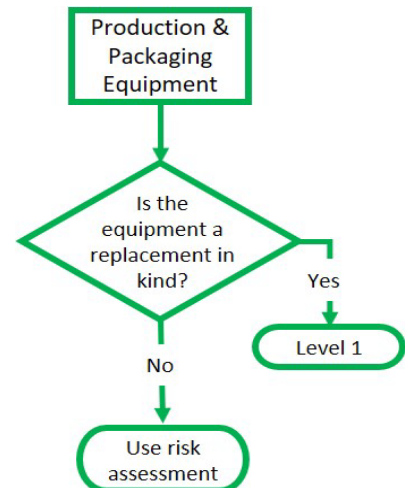 Production &
Packaging
Equipment
Is the
equipment a
replacement in
kind?
Yes
Level 1
No
Use risk
assessment